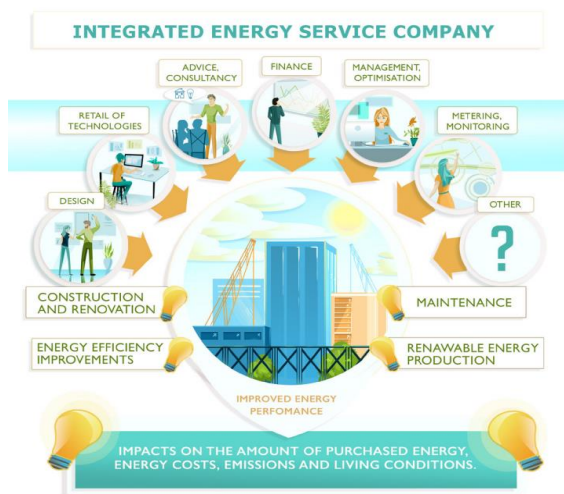 INTEGRATED ENERGY SERVICE COMPANY
ADVICE,
CONSULTANCY
FINANCE
MANAGEMENT,
OPTIMISATION
RETAIL OF
TECHNOLOGIES
METERING,
MONITORING
DESIGN
OTHER
?
CONSTRUCTION
AND RENOVATION
MAINTENANCE
ENERGY EFFICIENCY
IMPROVEMENTS
RENAWABLE ENERGY
PRODUCTION
IMPROVED ENERGY
PERFOMANCE
IMPACTS ON THE AMOUNT OF PURCHASED ENERGY,
ENERGY COSTS, EMISSIONS AND LIVING CONDITIONS.